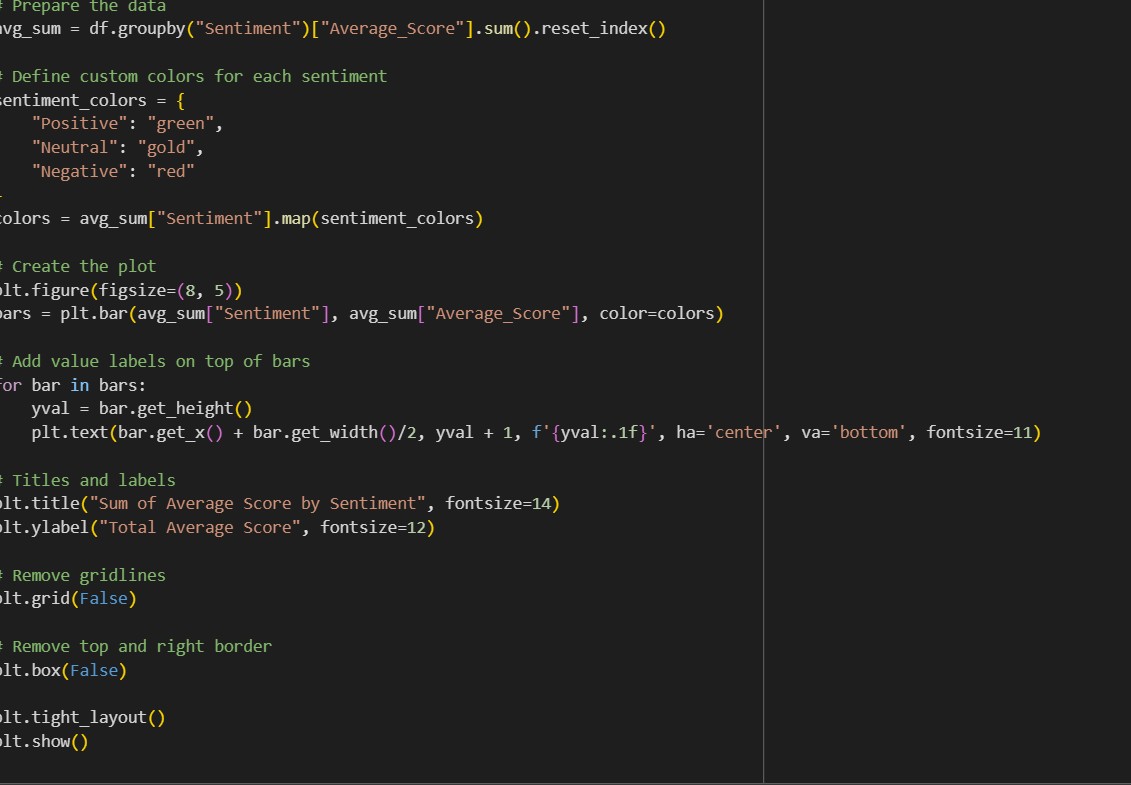 # Prepare the data
avg_sum = df.groupby("Sentiment")["Average_Score"].sum().reset_index()
# Define custom colors for each sentiment
sentiment_colors = {
    "Positive": "green",
    "Neutral": "gold",
    "Negative": "red"
}
colors = avg_sum["Sentiment"].map(sentiment_colors)
# Create the plot
plt.figure(figsize=(8, 5))
bars = plt.bar(avg_sum["Sentiment"], avg_sum["Average_Score"], color=colors)
# Add value labels on top of bars
for bar in bars:
    yval = bar.get_height()
    plt.text(bar.get_x() + bar.get_width()/2, yval + 1, f'{yval:.1f}', ha='center', va='bottom', fontsize=11)
# Titles and labels
plt.title("Sum of Average Score by Sentiment", fontsize=14)
plt.ylabel("Total Average Score", fontsize=12)
# Remove gridlines
plt.grid(False)
# Remove top and right border
plt.box(False)
plt.tight_layout()
plt.show()